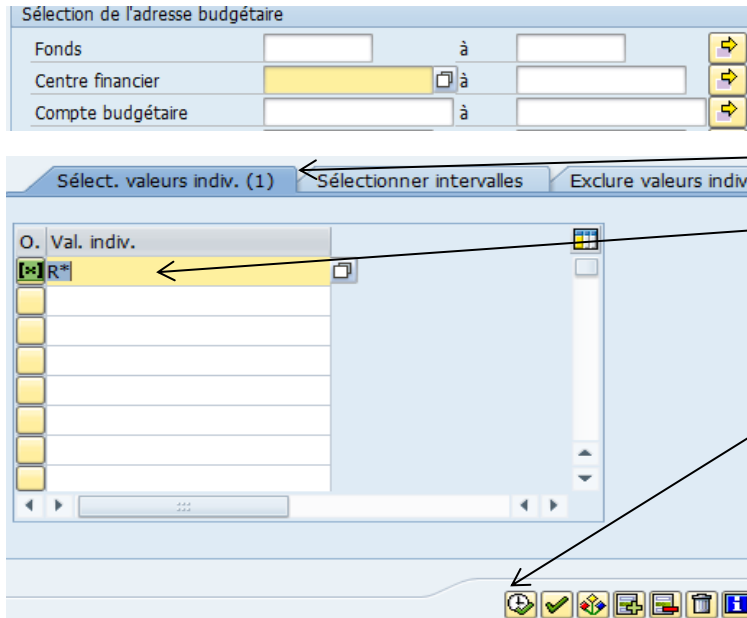 Sélection de l'adresse budgétaire
Fonds à
Centre financier à
Compte budgétaire à
Sélect. valeurs indiv. (1) Sélectionner intervalles Exclure valeurs indiv
O. Val. indiv.
[*] R*